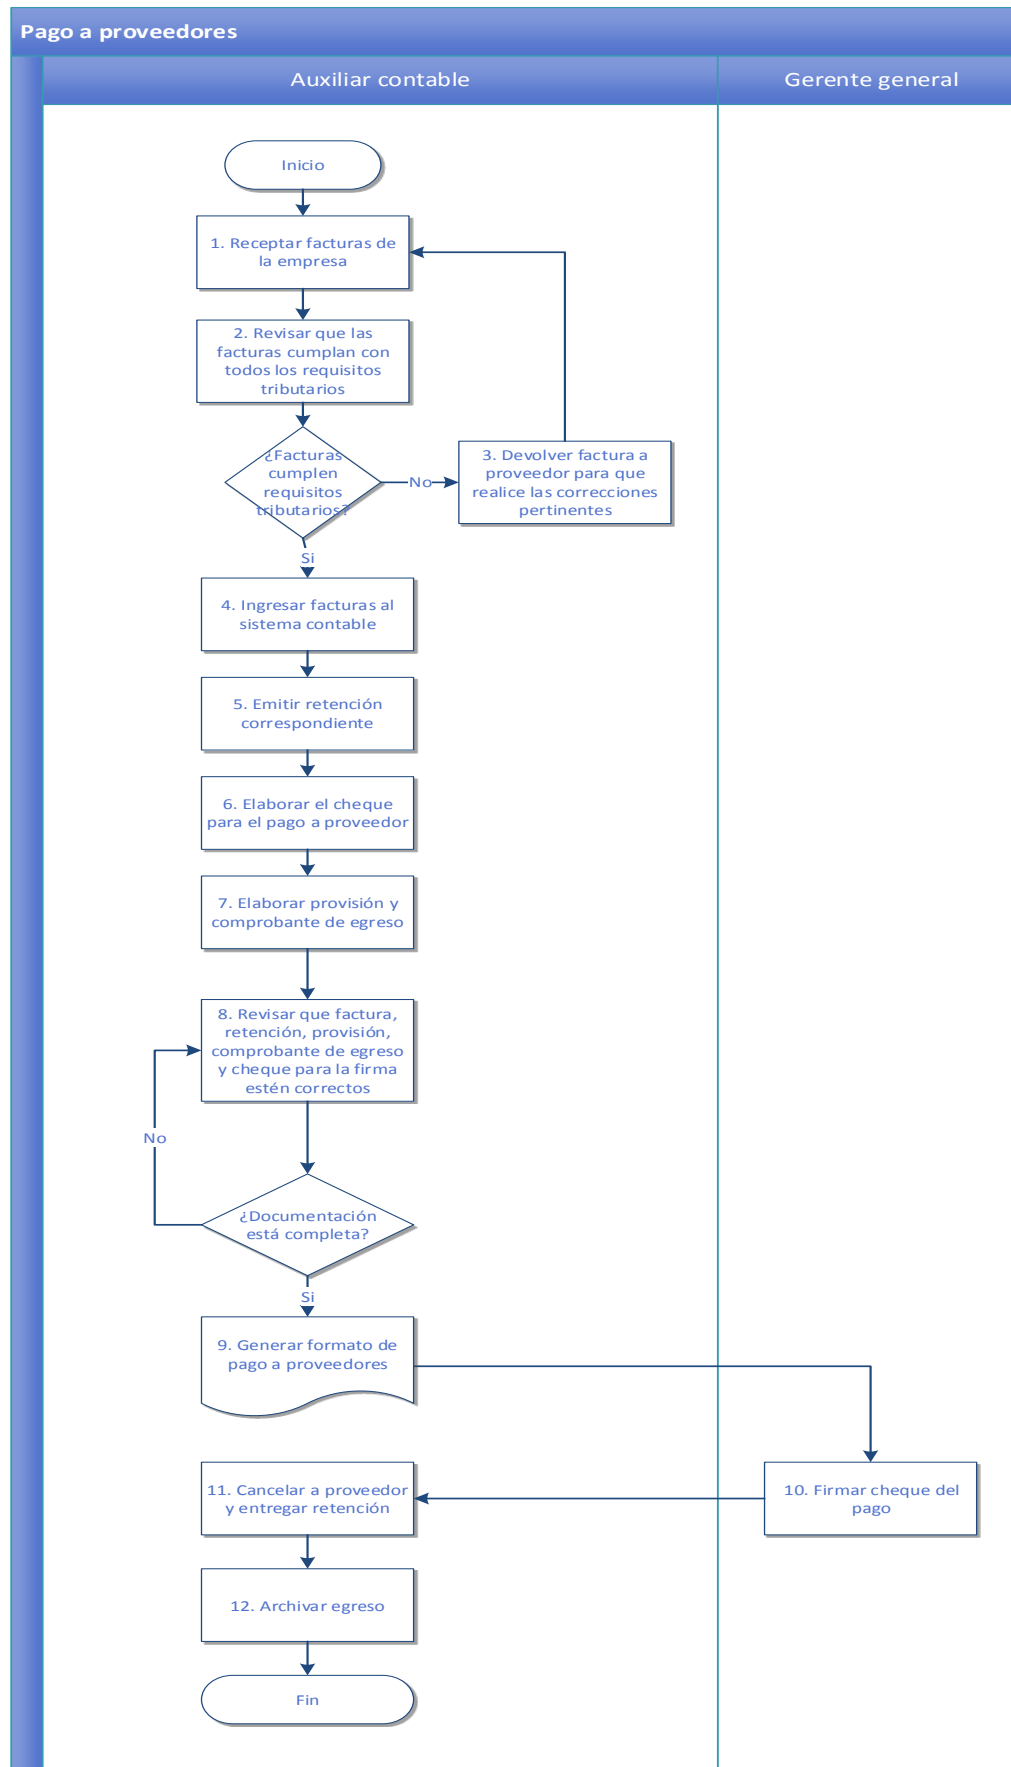 Pago a proveedores
Auxiliar contable
Gerente general
Inicio
1. Receptar facturas de
la empresa
2. Revisar que las
facturas cumplan con
todos los requisitos
tributarios
¿Facturas
cumplen
requisitos
tributarios?
No
3. Devolver factura a
proveedor para que
realice las correcciones
pertinentes
Si
4. Ingresar facturas al
sistema contable
5. Emitir retención
correspondiente
6. Elaborar el cheque
para el pago a proveedor
7. Elaborar provisión y
comprobante de egreso
8. Revisar que factura,
retención, provisión,
comprobante de egreso
y cheque para la firma
estén correctos
No
¿Documentación
está completa?
Si
9. Generar formato de
pago a proveedores
10. Firmar cheque del
pago
11. Cancelar a proveedor
y entregar retención
12. Archivar egreso
Fin